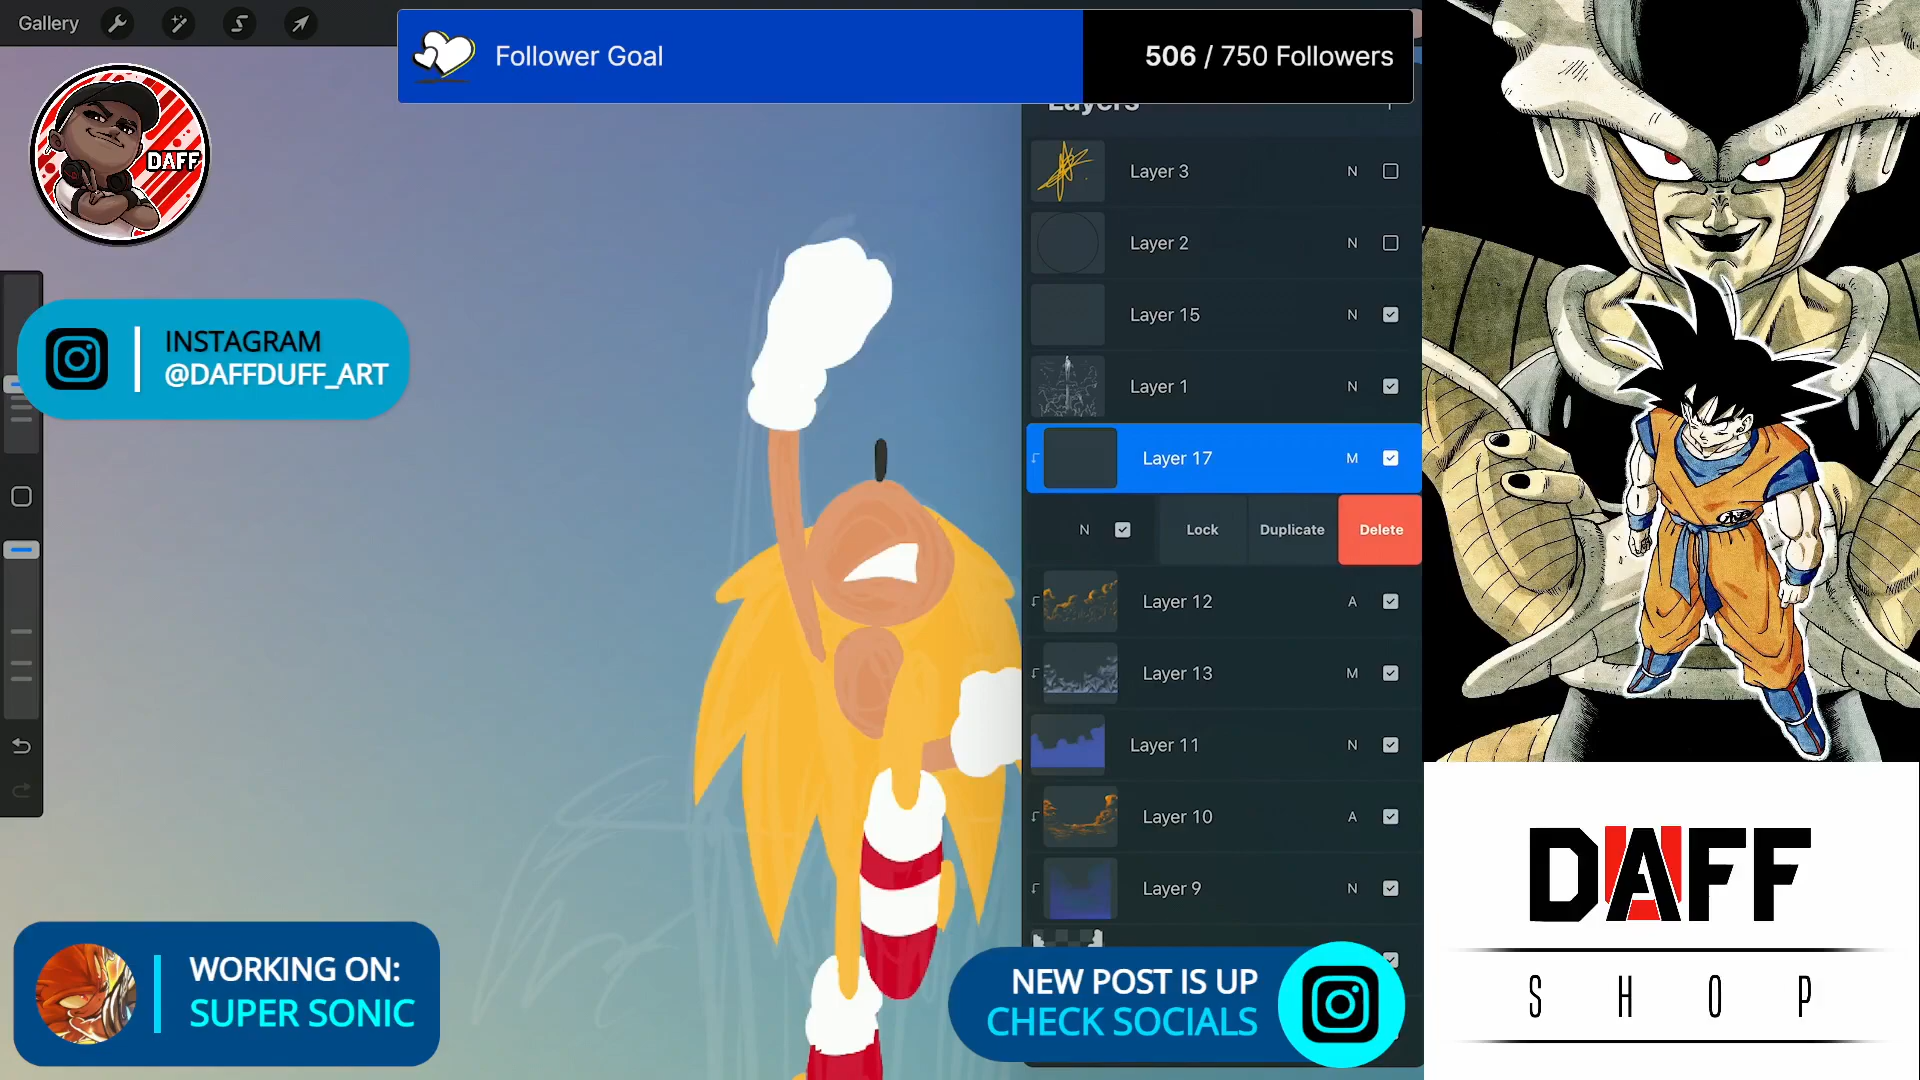 Gallery
Follower Goal
506 / 750 Followers
Layers
DAFF
INSTAGRAM
@DAFFDUFF_ART
Layer 3 N
Layer 2 N
Layer 15 N
Layer 1 N
Layer 17 M
N Lock Duplicate Delete
Layer 12 A
Layer 13 M
Layer 11 N
Layer 10 A
Layer 9 N
WORKING ON:
SUPER SONIC
NEW POST IS UP
CHECK SOCIALS
DAFF
SHOP